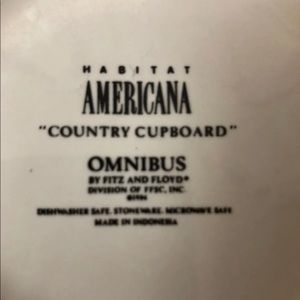 HABITAT
AMERICANA
"COUNTRY CUPBOARD"
OMNIBUS
BY FITZ AND FLOYD®
DIVISION OF FFSC, INC.
DISHWASHER SAFE. STONEWARE. MICROWAVE SAFE
MADE IN INDONESIA